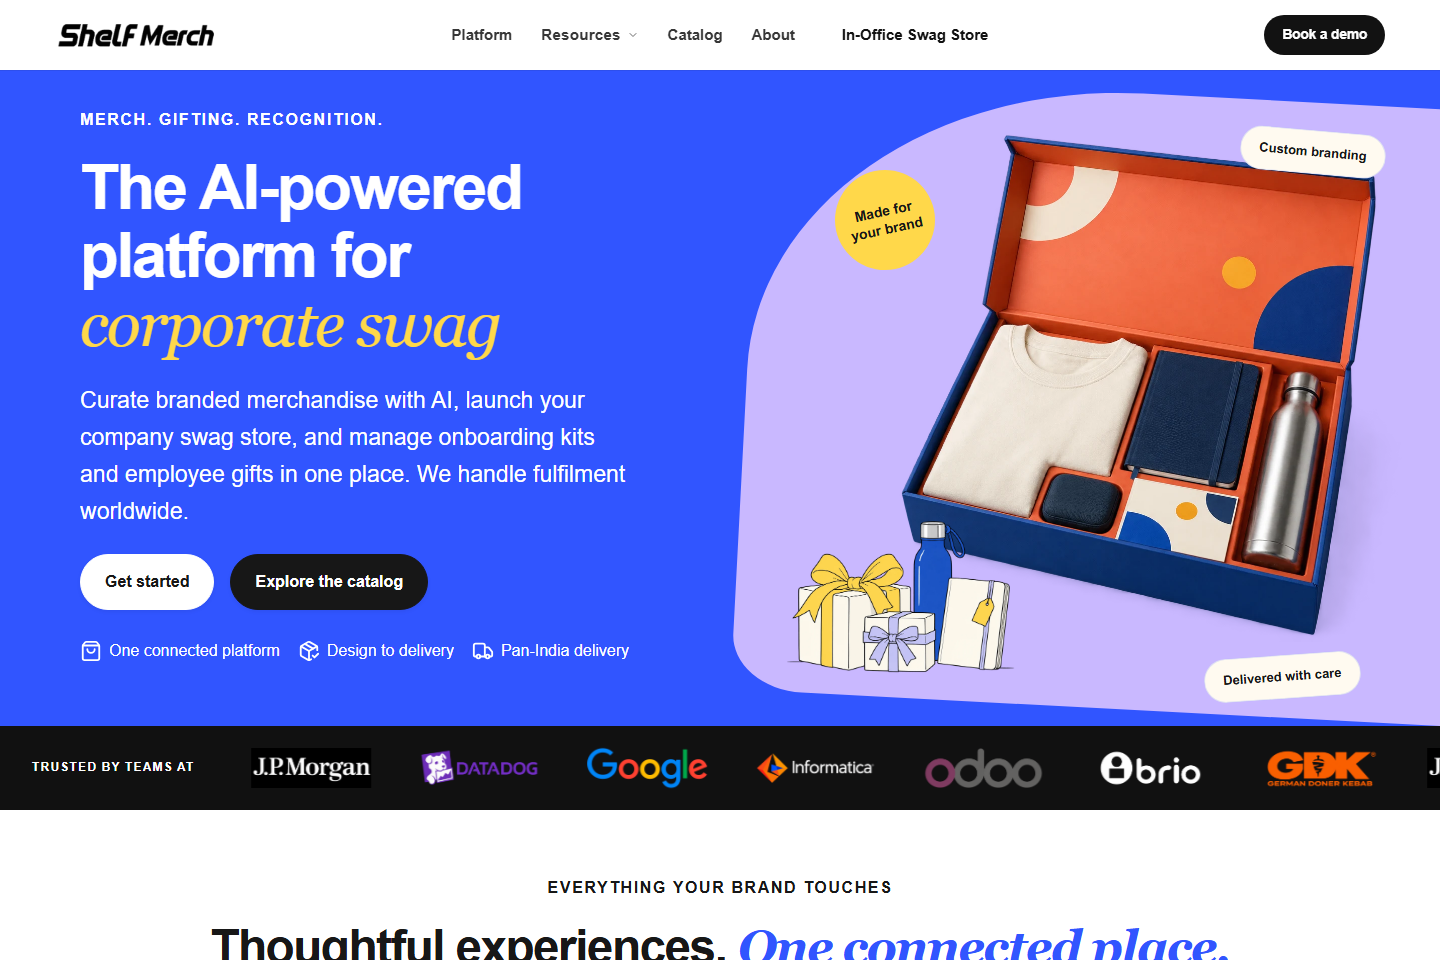 Shelf Merch
Platform
Resources
Catalog
About
In-Office Swag Store
Book a demo
MERCH. GIFTING. RECOGNITION.
The AI-powered
platform for
corporate swag
Curate branded merchandise with AI, launch your
company swag store, and manage onboarding kits
and employee gifts in one place. We handle fulfilment
worldwide.
Get started
Explore the catalog
One connected platform
Design to delivery
Pan-India delivery
Made for
your brand
Custom branding
Delivered with care
TRUSTED BY TEAMS AT
J.P.Morgan
DATADOG
Google
Informatica
odoo
brio
GDK
GERMAN DONER KEBAB
J
EVERYTHING YOUR BRAND TOUCHES
Thoughtful experiences. One connected place.